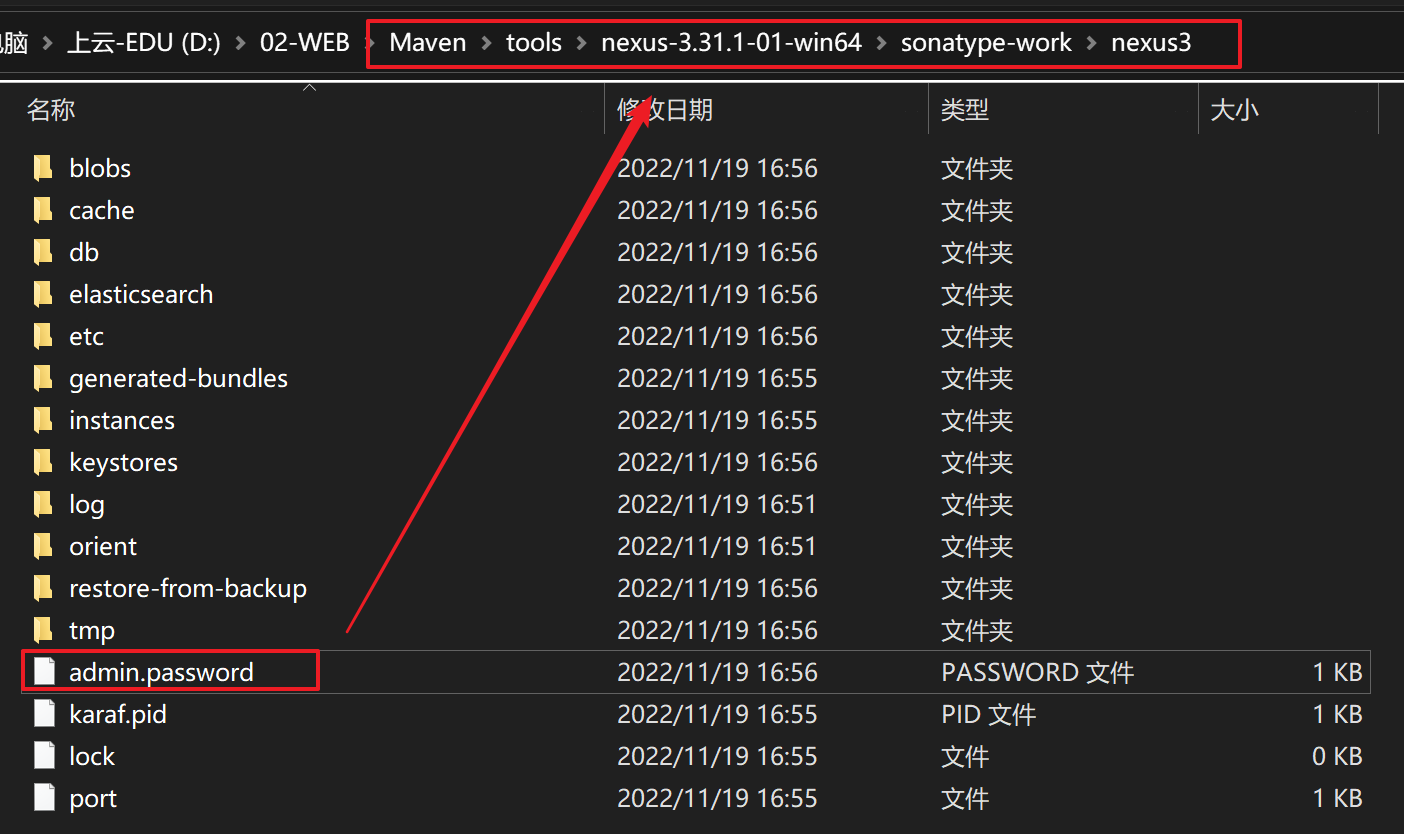 电脑 › 上云-EDU (D:) › 02-WEB › Maven › tools › nexus-3.31.1-01-win64 › sonatype-work › nexus3
名称 修改日期 类型 大小
blobs 2022/11/19 16:56 文件夹
cache 2022/11/19 16:56 文件夹
db 2022/11/19 16:56 文件夹
elasticsearch 2022/11/19 16:56 文件夹
etc 2022/11/19 16:56 文件夹
generated-bundles 2022/11/19 16:55 文件夹
instances 2022/11/19 16:55 文件夹
keystores 2022/11/19 16:56 文件夹
log 2022/11/19 16:51 文件夹
orient 2022/11/19 16:51 文件夹
restore-from-backup 2022/11/19 16:56 文件夹
tmp 2022/11/19 16:56 文件夹
admin.password 2022/11/19 16:56 PASSWORD 文件 1 KB
karaf.pid 2022/11/19 16:55 PID 文件 1 KB
lock 2022/11/19 16:55 文件 0 KB
port 2022/11/19 16:55 文件 1 KB